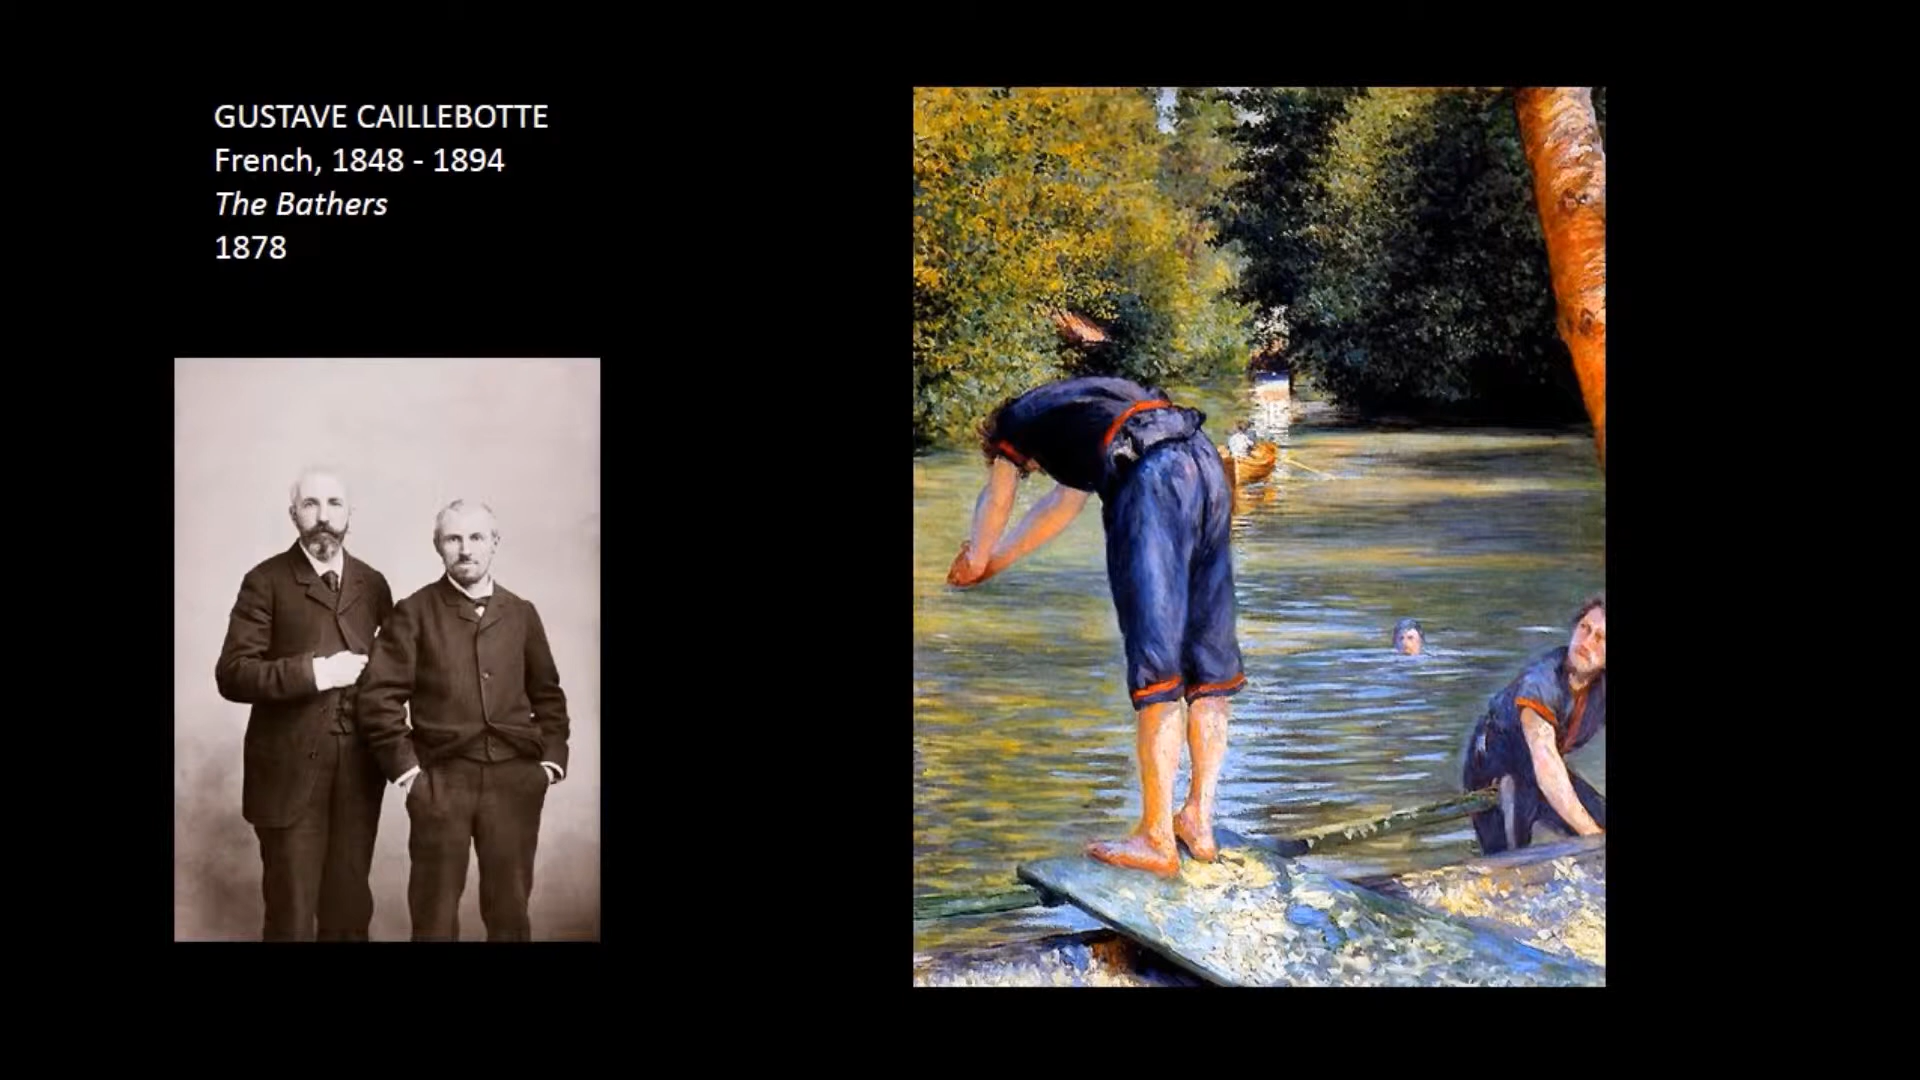 GUSTAVE CAILLEBOTTE
French, 1848 - 1894
The Bathers
1878